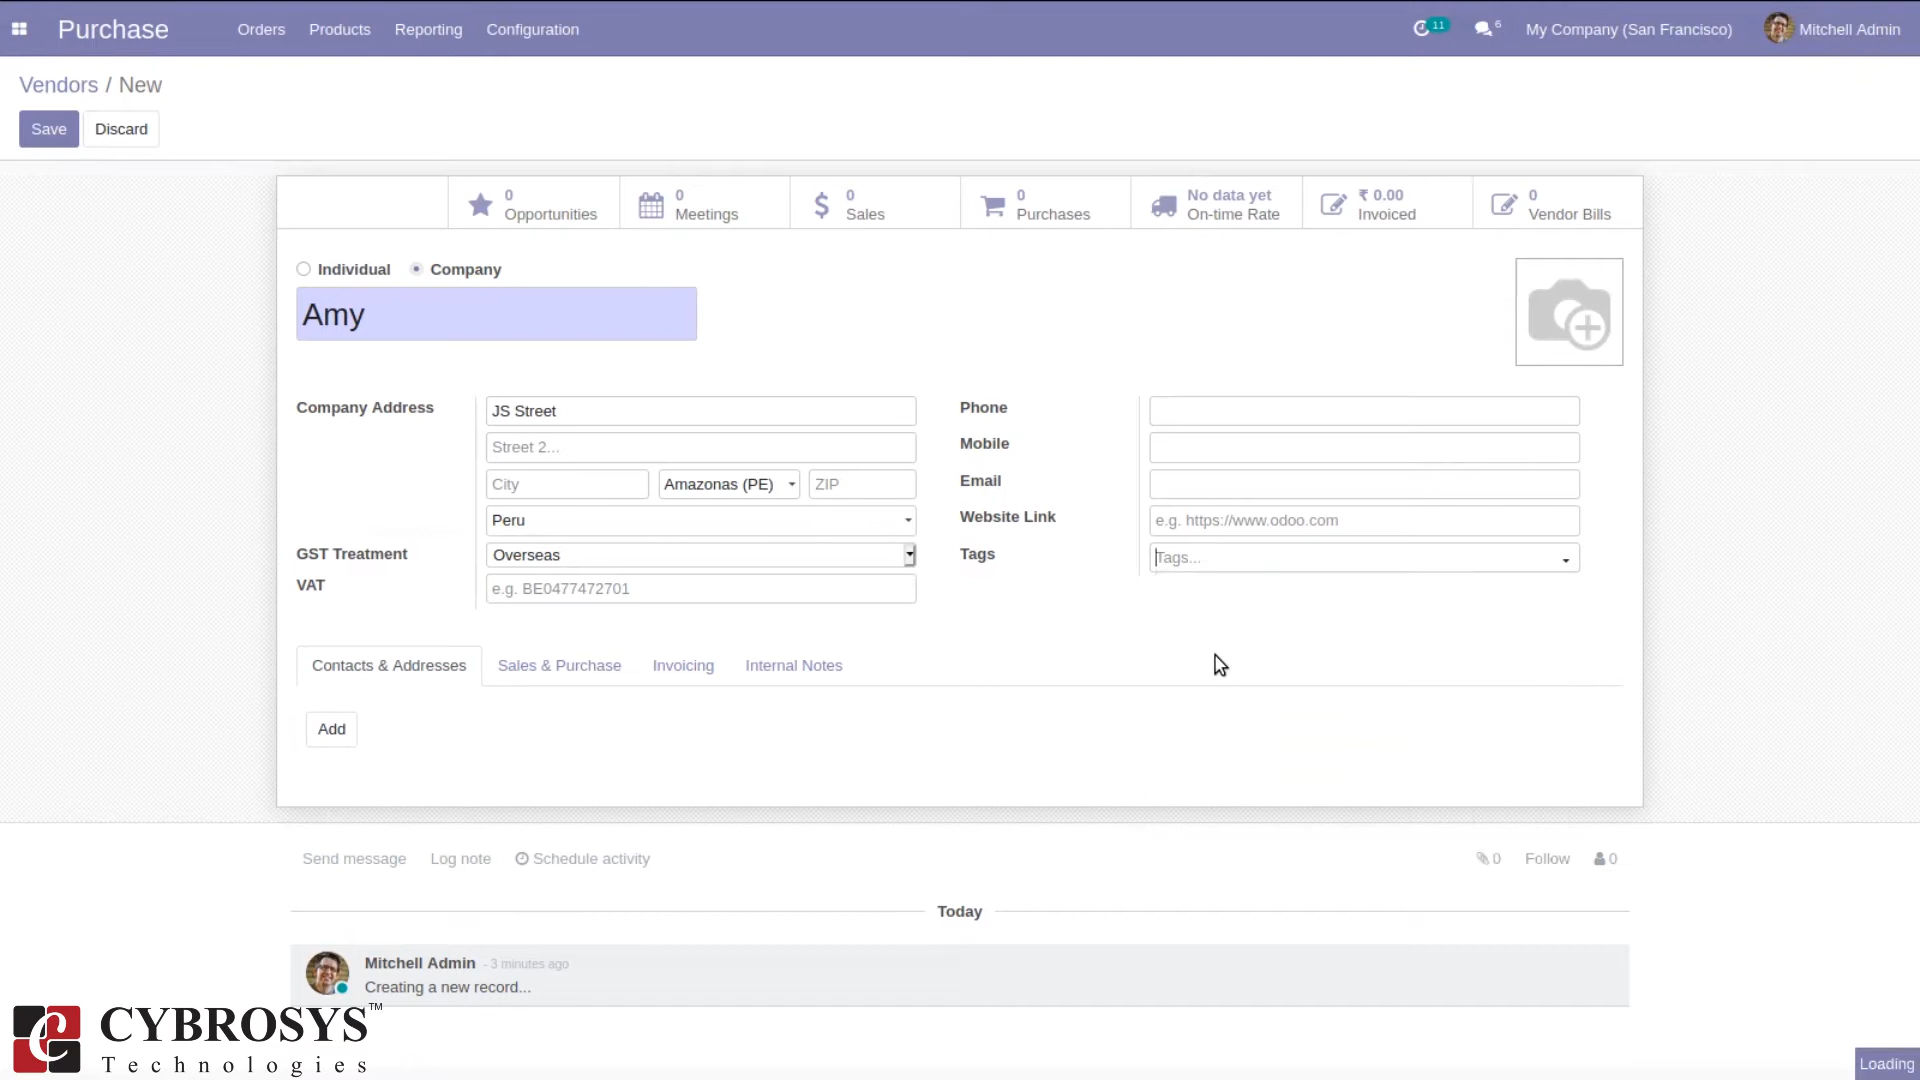 Purchase Orders Products Reporting Configuration 11 6 My Company (San Francisco) Mitchell Admin
Vendors / New
Save Discard
0 Opportunities
0 Meetings
0 Sales
0 Purchases
No data yet On-time Rate
₹ 0.00 Invoiced
0 Vendor Bills
Individual Company
Amy
Company Address JS Street
Street 2...
City Amazonas (PE) ZIP
Peru
GST Treatment Overseas
VAT e.g. BE0477472701
Phone
Mobile
Email
Website Link e.g. https://www.odoo.com
Tags Tags...
Contacts & Addresses Sales & Purchase Invoicing Internal Notes
Add
Send message Log note Schedule activity 0 Follow 0
Today
Mitchell Admin - 3 minutes ago
Creating a new record...
CYBROSYS™
Technologies
Loading